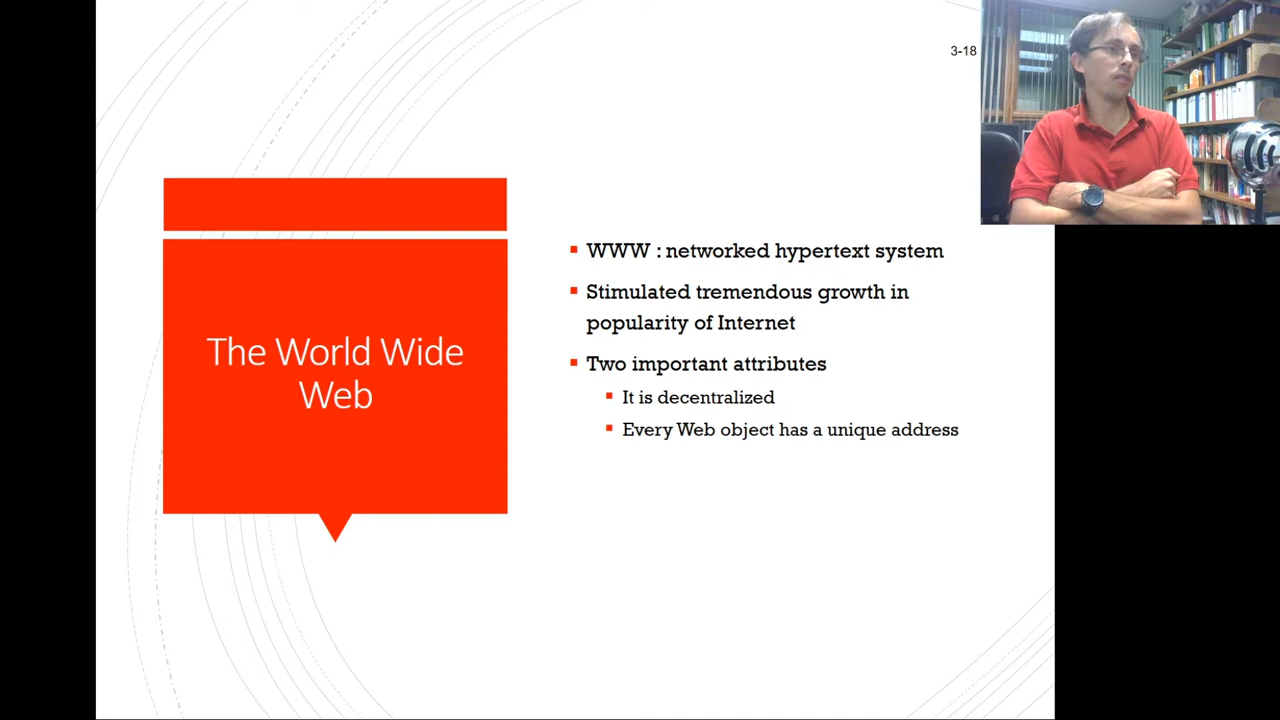 3-18
The World Wide
Web
WWW : networked hypertext system
Stimulated tremendous growth in
popularity of Internet
Two important attributes
It is decentralized
Every Web object has a unique address